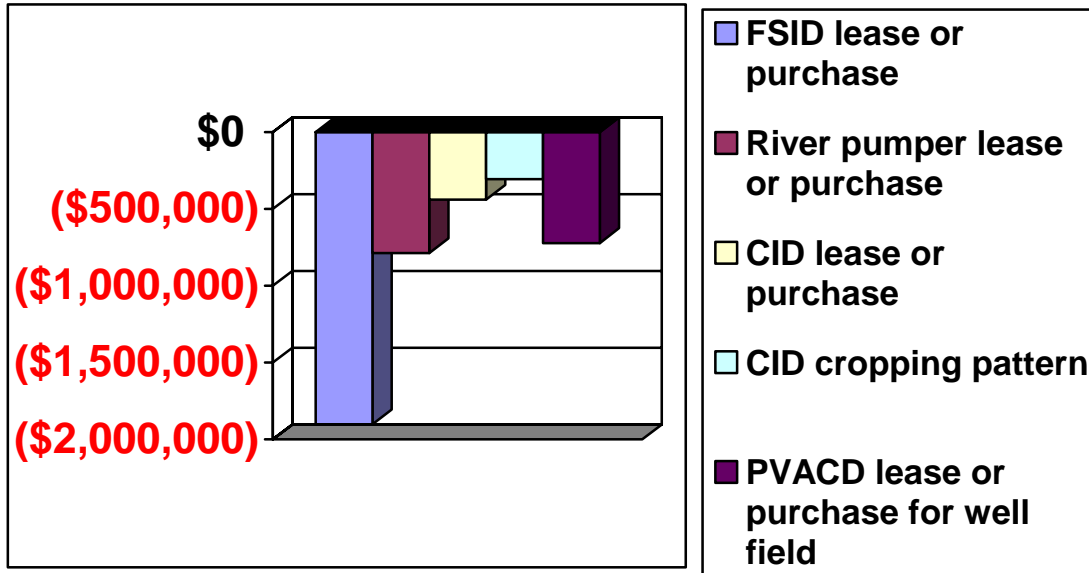 $0
($500,000)
($1,000,000)
($1,500,000)
($2,000,000)
FSID lease or
purchase
River pumper lease
or purchase
CID lease or
purchase
CID cropping pattern
PVACD lease or
purchase for well
field